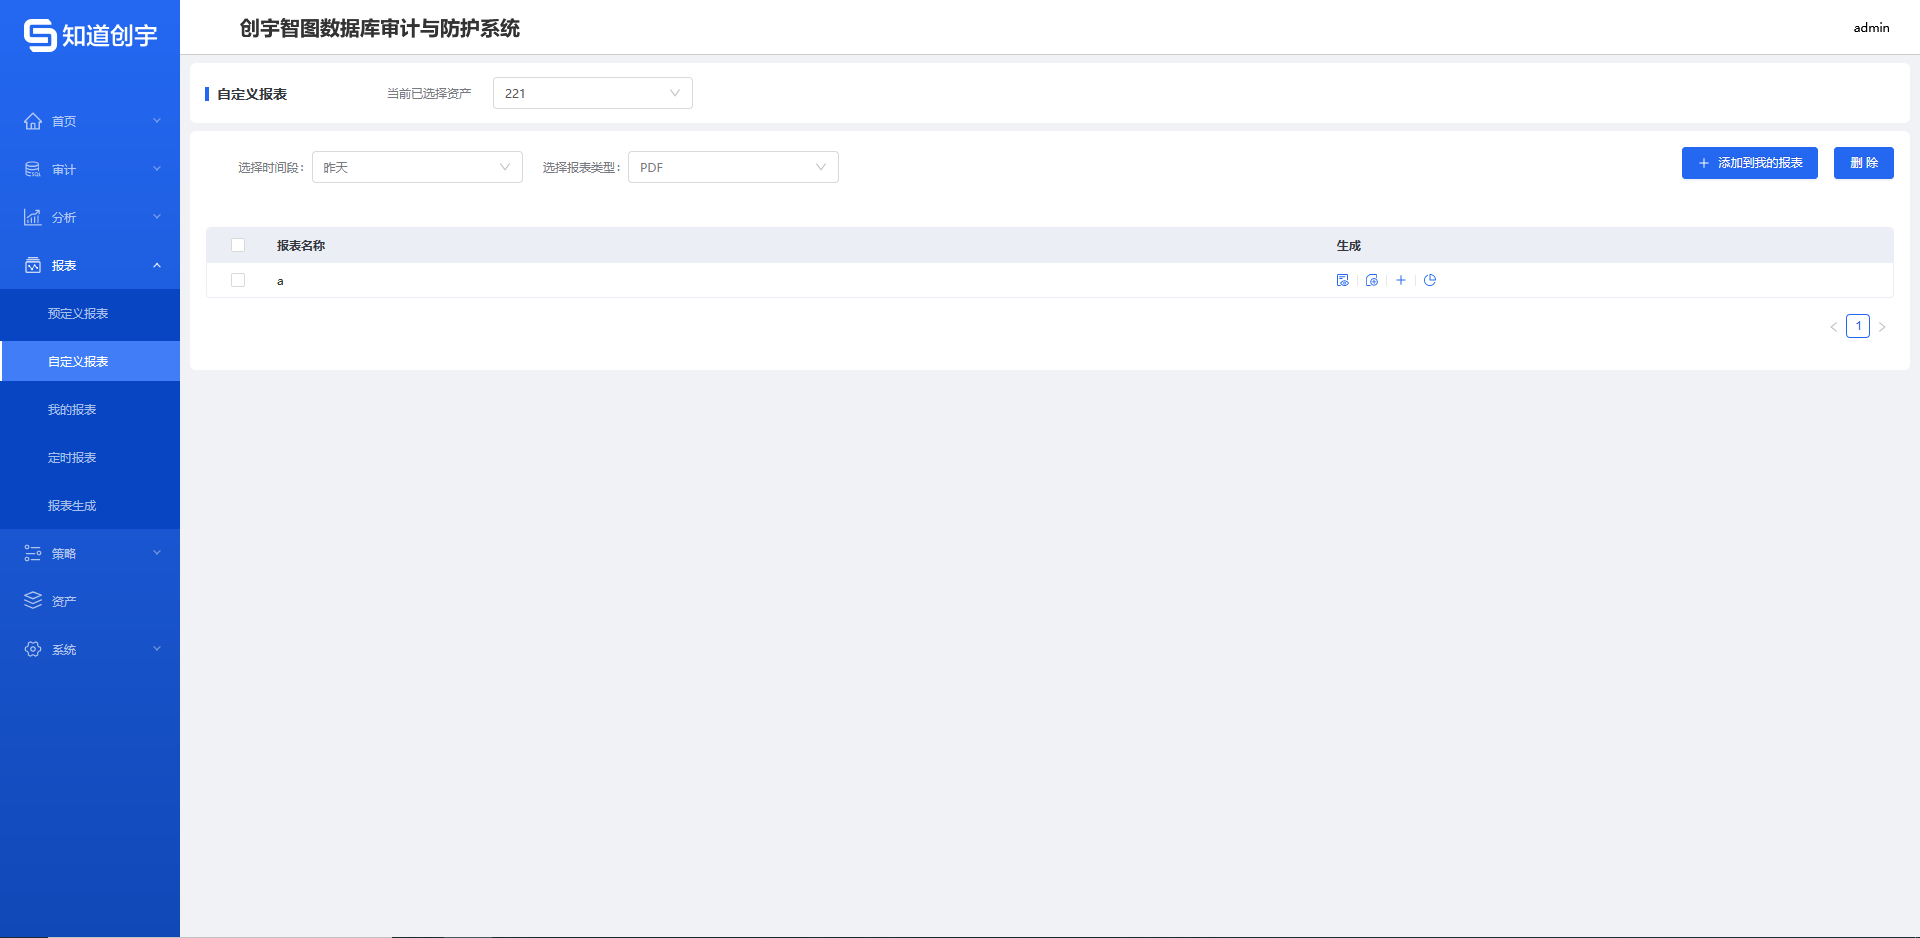 知道创宇
创宇智图数据库审计与防护系统
admin
首页
审计
分析
报表
预定义报表
自定义报表
我的报表
定时报表
报表生成
策略
资产
系统
自定义报表
当前已选择资产
221
选择时间段：
昨天
选择报表类型：
PDF
添加到我的报表
删 除
报表名称
生成
a
1